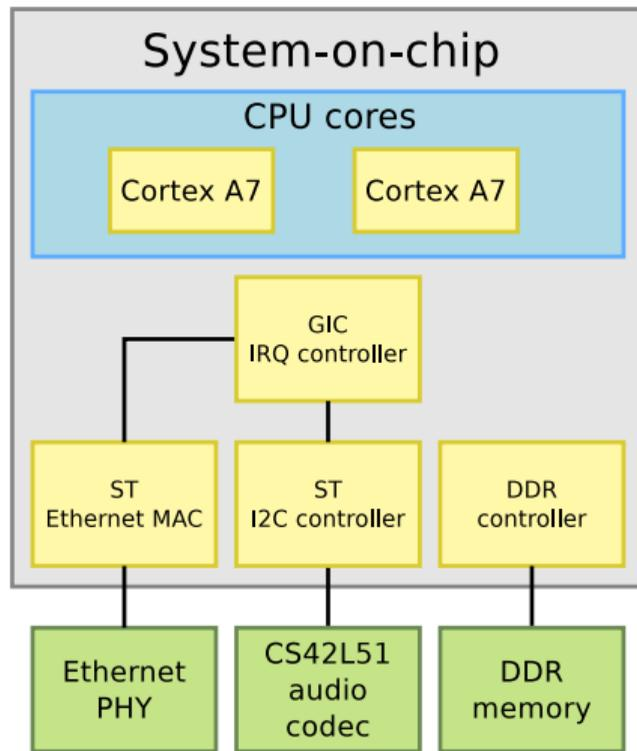 System-on-chip
CPU cores
Cortex A7
Cortex A7
GIC
IRQ controller
ST
Ethernet MAC
ST
I2C controller
DDR
controller
Ethernet
PHY
CS42L51
audio
codec
DDR
memory